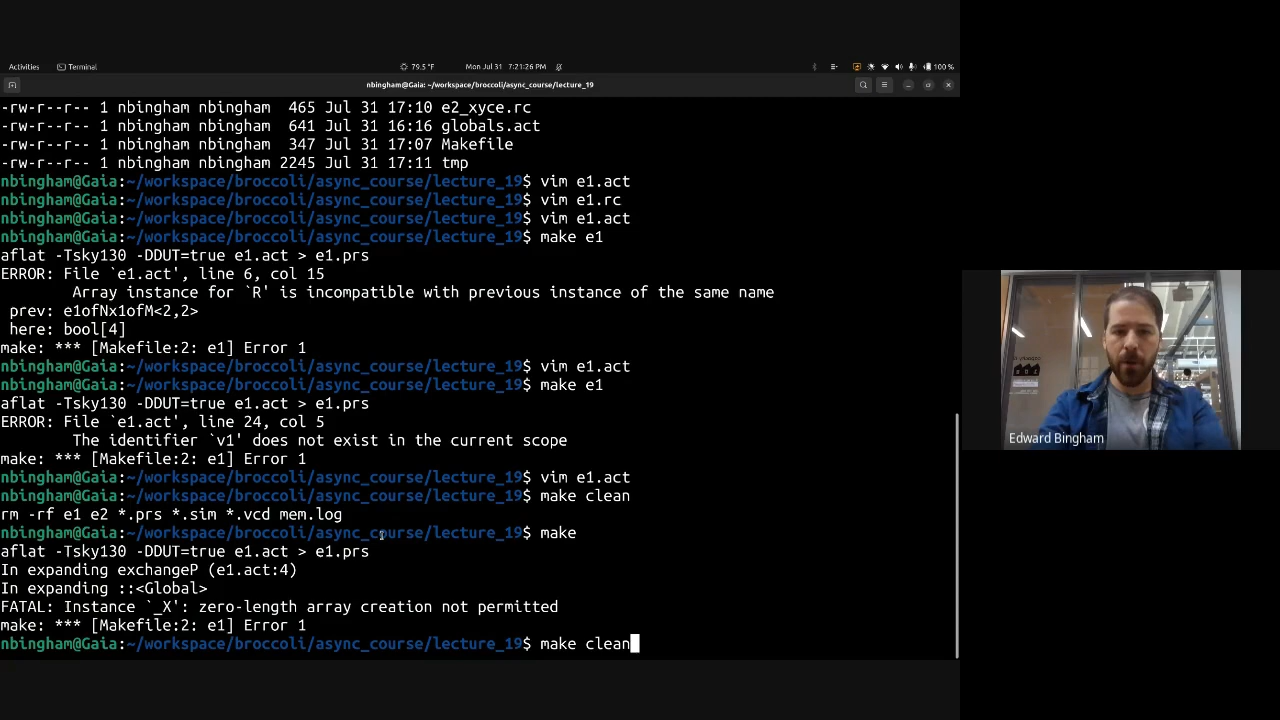 Activities
Terminal
79.5 °F
Mon Jul 31 7:21:26 PM
100 %
nbingham@Gaia: ~/workspace/broccoli/async_course/lecture_19
-rw-r--r-- 1 nbingham nbingham  465 Jul 31 17:10 e2_xyce.rc
-rw-r--r-- 1 nbingham nbingham  641 Jul 31 16:16 globals.act
-rw-r--r-- 1 nbingham nbingham  347 Jul 31 17:07 Makefile
-rw-r--r-- 1 nbingham nbingham 2245 Jul 31 17:11 tmp
nbingham@Gaia:~/workspace/broccoli/async_course/lecture_19$ vim e1.act
nbingham@Gaia:~/workspace/broccoli/async_course/lecture_19$ vim e1.rc
nbingham@Gaia:~/workspace/broccoli/async_course/lecture_19$ vim e1.act
nbingham@Gaia:~/workspace/broccoli/async_course/lecture_19$ make e1
aflat -Tsky130 -DDUT=true e1.act > e1.prs
ERROR: File `e1.act', line 6, col 15
        Array instance for `R' is incompatible with previous instance of the same name
 prev: e1ofNx1ofM<2,2>
 here: bool[4]
make: *** [Makefile:2: e1] Error 1
nbingham@Gaia:~/workspace/broccoli/async_course/lecture_19$ vim e1.act
nbingham@Gaia:~/workspace/broccoli/async_course/lecture_19$ make e1
aflat -Tsky130 -DDUT=true e1.act > e1.prs
ERROR: File `e1.act', line 24, col 5
        The identifier `v1' does not exist in the current scope
make: *** [Makefile:2: e1] Error 1
nbingham@Gaia:~/workspace/broccoli/async_course/lecture_19$ vim e1.act
nbingham@Gaia:~/workspace/broccoli/async_course/lecture_19$ make clean
rm -rf e1 e2 *.prs *.sim *.vcd mem.log
nbingham@Gaia:~/workspace/broccoli/async_course/lecture_19$ make
aflat -Tsky130 -DDUT=true e1.act > e1.prs
In expanding exchangeP (e1.act:4)
In expanding ::<Global>
FATAL: Instance `_X': zero-length array creation not permitted
make: *** [Makefile:2: e1] Error 1
nbingham@Gaia:~/workspace/broccoli/async_course/lecture_19$ make clean
Edward Bingham